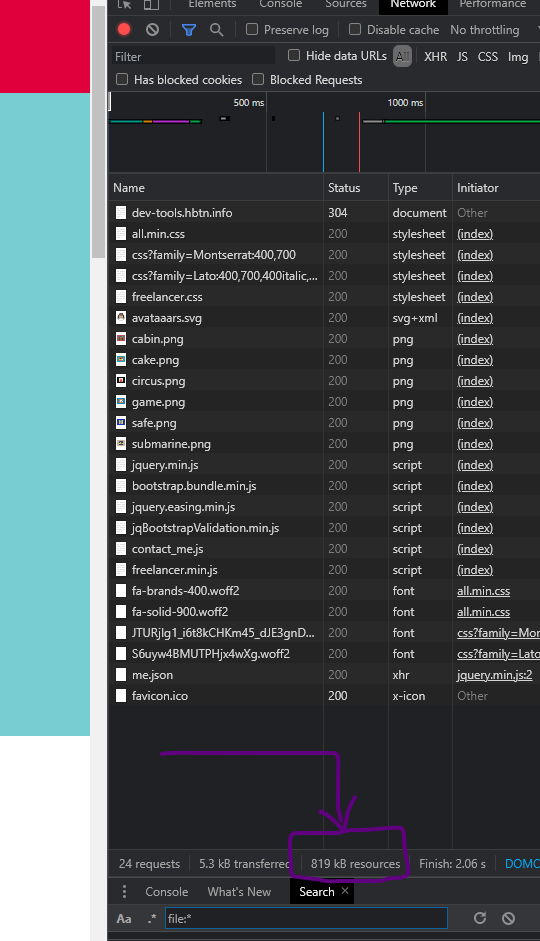 Elements Console Sources Network Performance
Preserve log Disable cache No throttling
Filter Hide data URLs All XHR JS CSS Img
Has blocked cookies Blocked Requests
500 ms 1000 ms
Name Status Type Initiator
dev-tools.hbtn.info 304 document Other
all.min.css 200 stylesheet (index)
css?family=Montserrat:400,700 200 stylesheet (index)
css?family=Lato:400,700,400italic,... 200 stylesheet (index)
freelancer.css 200 stylesheet (index)
avataaars.svg 200 svg+xml (index)
cabin.png 200 png (index)
cake.png 200 png (index)
circus.png 200 png (index)
game.png 200 png (index)
safe.png 200 png (index)
submarine.png 200 png (index)
jquery.min.js 200 script (index)
bootstrap.bundle.min.js 200 script (index)
jquery.easing.min.js 200 script (index)
jqBootstrapValidation.min.js 200 script (index)
contact_me.js 200 script (index)
freelancer.min.js 200 script (index)
fa-brands-400.woff2 200 font all.min.css
fa-solid-900.woff2 200 font all.min.css
JTURjIg1_i6t8kCHKm45_dJE3gnD... 200 font css?family=Mon
S6uyw4BMUTPHjx4wXg.woff2 200 font css?family=Lato
me.json 200 xhr jquery.min.js:2
favicon.ico 200 x-icon Other
24 requests 5.3 kB transferred 819 kB resources Finish: 2.06 s DOMC
Console What's New Search ×
Aa .* file:*